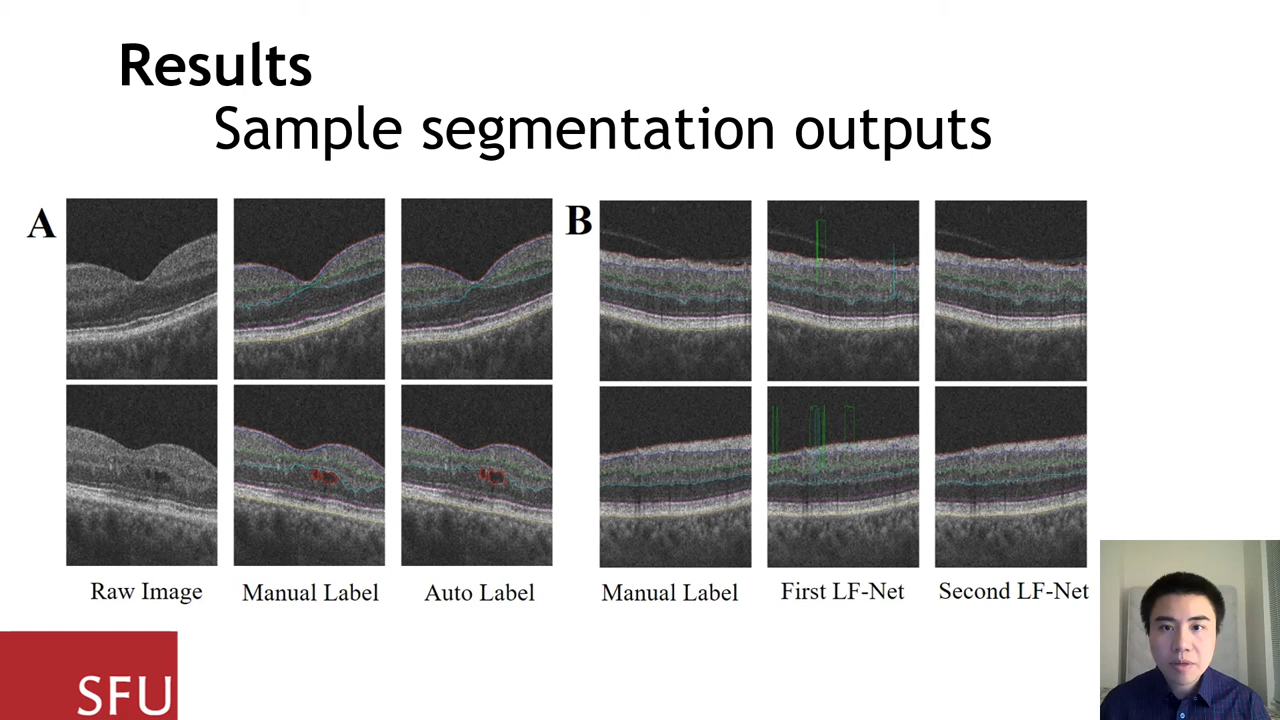 Results
Sample segmentation outputs
A
B
Raw Image
Manual Label
Auto Label
Manual Label
First LF-Net
Second LF-Net
SFU